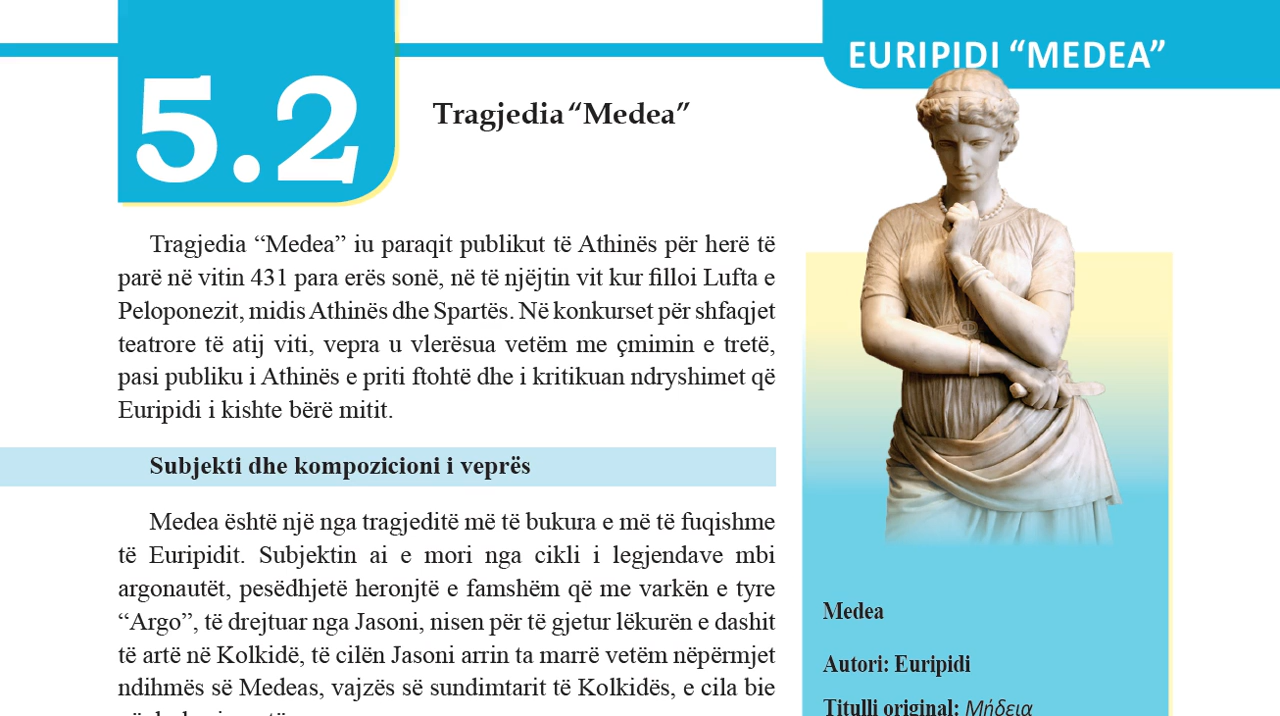 5.2
EURIPIDI “MEDEA”
Tragjedia “Medea”
Tragjedia “Medea” iu paraqit publikut të Athinës për herë të
parë në vitin 431 para erës sonë, në të njëjtin vit kur filloi Lufta e
Peloponezit, midis Athinës dhe Spartës. Në konkurset për shfaqjet
teatrore të atij viti, vepra u vlerësua vetëm me çmimin e tretë,
pasi publiku i Athinës e priti ftohtë dhe i kritikuan ndryshimet që
Euripidi i kishte bërë mitit.
Subjekti dhe kompozicioni i veprës
Medea është një nga tragjeditë më të bukura e më të fuqishme
të Euripidit. Subjektin ai e mori nga cikli i legjendave mbi
argonautët, pesëdhjetë heronjtë e famshëm që me varkën e tyre
“Argo”, të drejtuar nga Jasoni, nisen për të gjetur lëkurën e dashit
të artë në Kolkidë, të cilën Jasoni arrin ta marrë vetëm nëpërmjet
ndihmës së Medeas, vajzës së sundimtarit të Kolkidës, e cila bie
Medea
Autori: Euripidi
Titulli original: Μήδεια